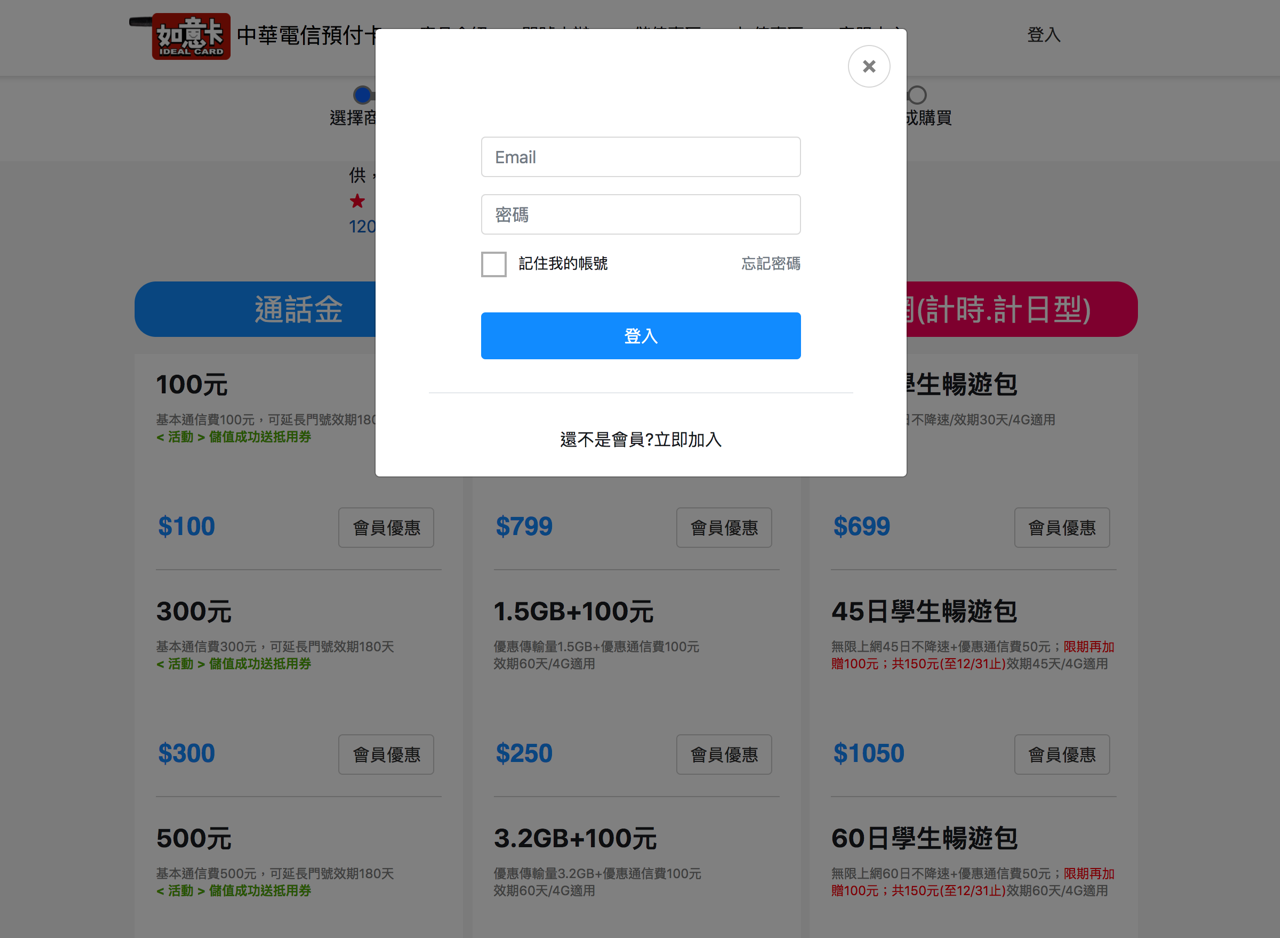 如意卡
IDEAL CARD
中華電信預付卡
登入
選擇商
成購買
供，
120
Email
密碼
記住我的帳號
忘記密碼
登入
還不是會員?立即加入
通話金
(計時.計日型)
100元
基本通信費100元，可延長門號效期180
< 活動 > 儲值成功送抵用券
$100
會員優惠
300元
基本通信費300元，可延長門號效期180天
< 活動 > 儲值成功送抵用券
$300
會員優惠
500元
基本通信費500元，可延長門號效期180天
< 活動 > 儲值成功送抵用券
$799
會員優惠
1.5GB+100元
優惠傳輸量1.5GB+優惠通信費100元
效期60天/4G適用
$250
會員優惠
3.2GB+100元
優惠傳輸量3.2GB+優惠通信費100元
效期60天/4G適用
學生暢遊包
日不降速/效期30天/4G適用
$699
會員優惠
45日學生暢遊包
無限上網45日不降速+優惠通信費50元；限期再加
贈100元；共150元(至12/31止)效期45天/4G適用
$1050
會員優惠
60日學生暢遊包
無限上網60日不降速+優惠通信費50元；限期再加
贈100元；共150元(至12/31止)效期60天/4G適用